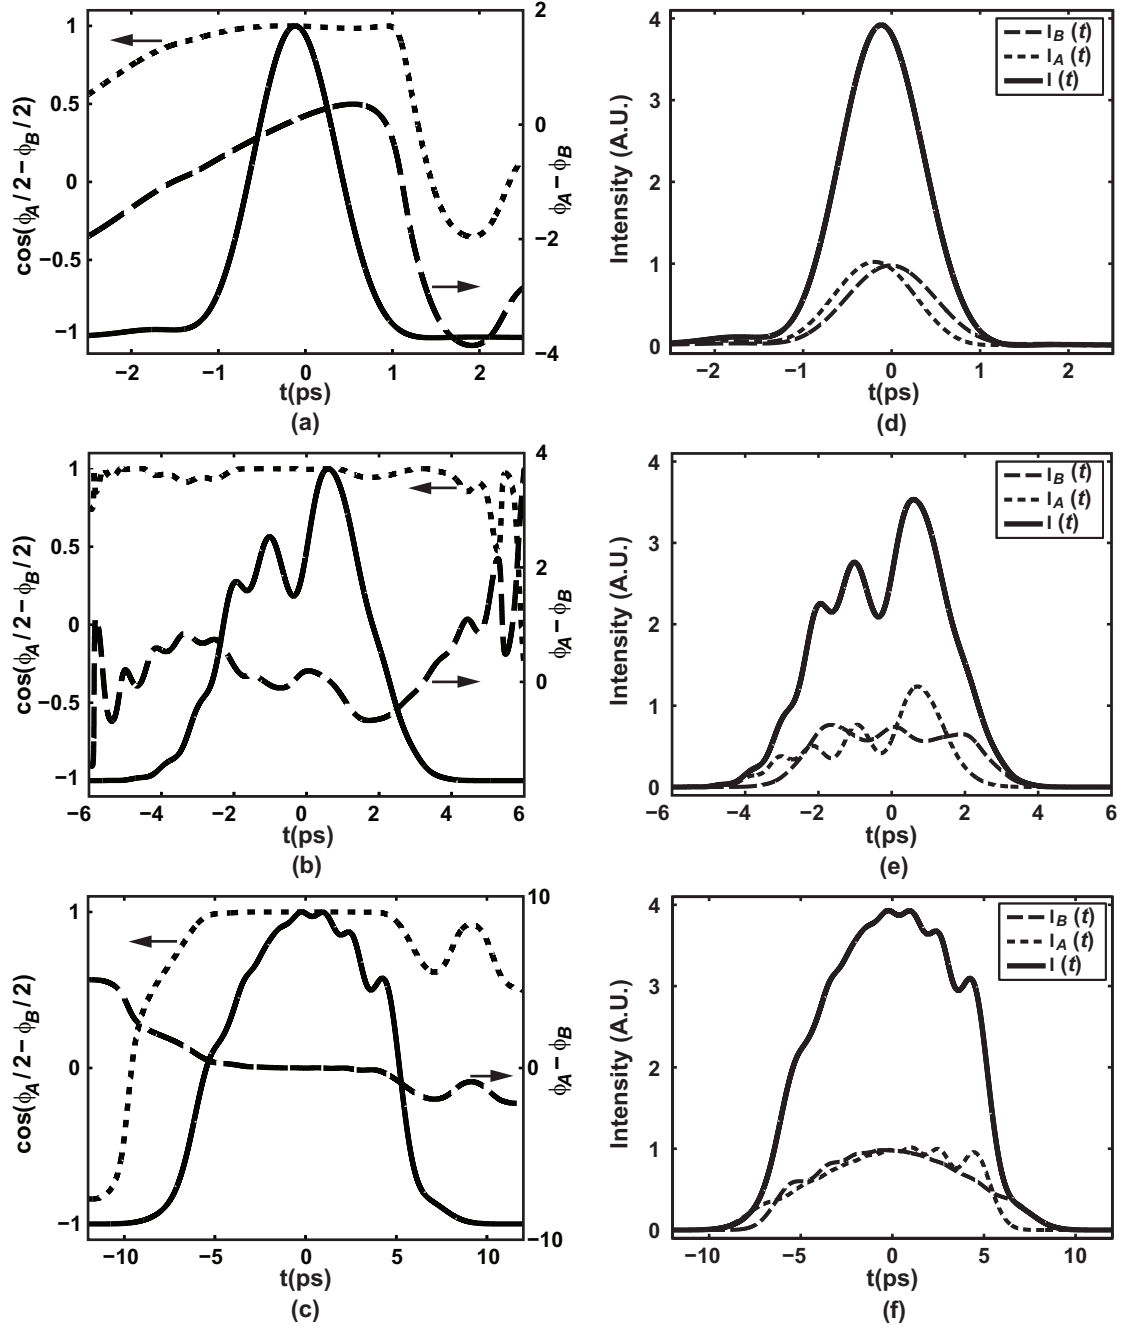 1
0.5
0
−0.5
−1
cos(ϕA/2−ϕB/2)
2
0
−2
−4
ϕA−ϕB
−2
−1
0
1
2
t(ps)
(a)
4
3
2
1
0
Intensity (A.U.)
IB (t)
IA (t)
I (t)
−2
−1
0
1
2
t(ps)
(d)
1
0.5
0
−0.5
−1
cos(ϕA/2−ϕB/2)
4
2
0
ϕA−ϕB
−6
−4
−2
0
2
4
6
t(ps)
(b)
4
3
2
1
0
Intensity (A.U.)
IB (t)
IA (t)
I (t)
−6
−4
−2
0
2
4
6
t(ps)
(e)
1
0
−1
cos(ϕA/2−ϕB/2)
10
0
−10
ϕA−ϕB
−10
−5
0
5
10
t(ps)
(c)
4
3
2
1
0
Intensity (A.U.)
IB (t)
IA (t)
I (t)
−10
−5
0
5
10
t(ps)
(f)